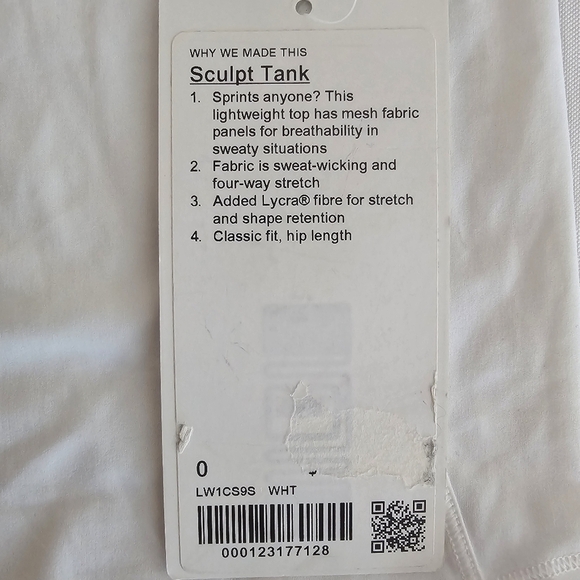 WHY WE MADE THIS
Sculpt Tank
1. Sprints anyone? This
lightweight top has mesh fabric
panels for breathability in
sweaty situations
2. Fabric is sweat-wicking and
four-way stretch
3. Added Lycra® fibre for stretch
and shape retention
4. Classic fit, hip length
0
LW1CS9S WHT
000123177128